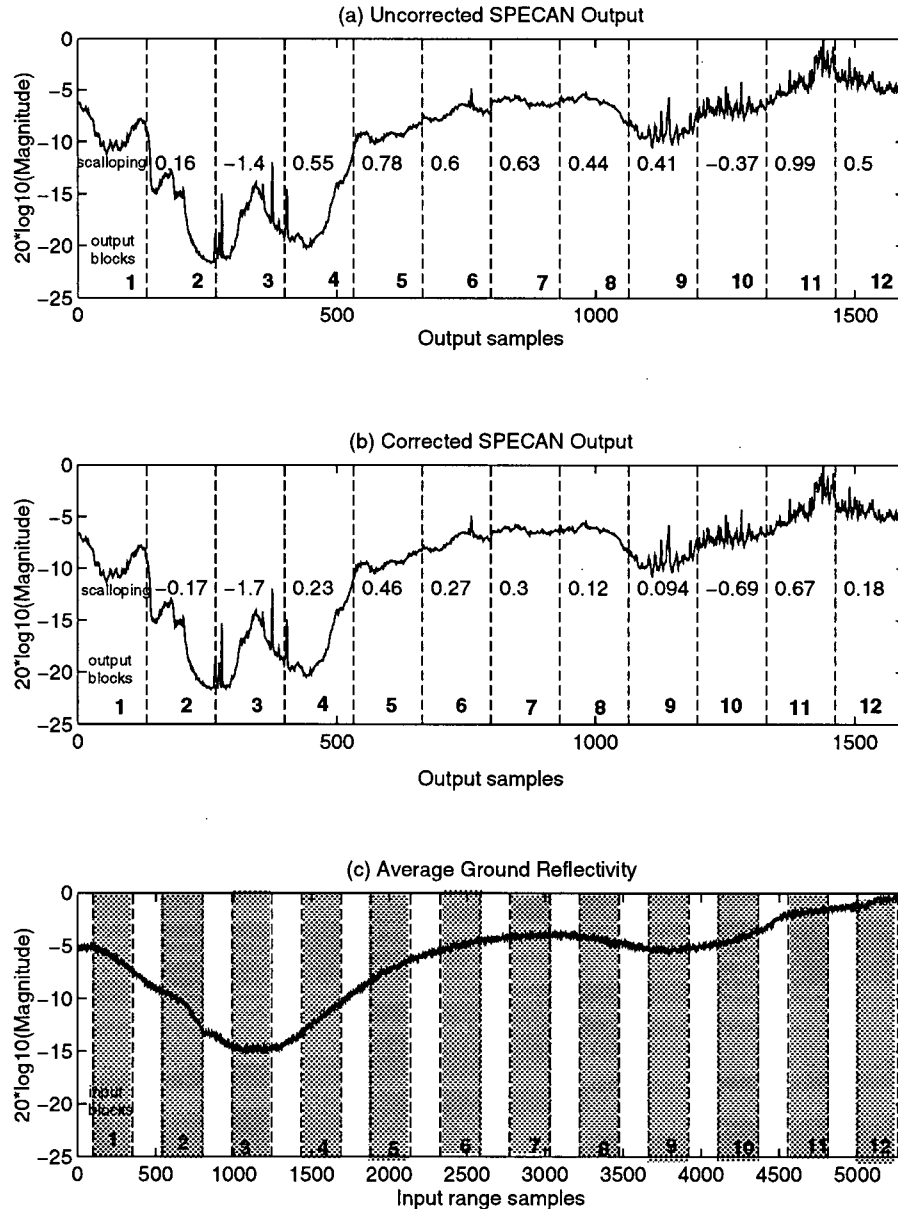 (a) Uncorrected SPECAN Output
20*log10(Magnitude)
0
−5
−10
−15
−20
−25
scalloping 0.16 −1.4 0.55 0.78 0.6 0.63 0.44 0.41 −0.37 0.99 0.5
output
blocks
1 2 3 4 5 6 7 8 9 10 11 12
0 500 1000 1500
Output samples
(b) Corrected SPECAN Output
20*log10(Magnitude)
0
−5
−10
−15
−20
−25
scalloping −0.17 −1.7 0.23 0.46 0.27 0.3 0.12 0.094 −0.69 0.67 0.18
output
blocks
1 2 3 4 5 6 7 8 9 10 11 12
0 500 1000 1500
Output samples
(c) Average Ground Reflectivity
20*log10(Magnitude)
0
−5
−10
−15
−20
−25
input
blocks
1 2 3 4 5 6 7 8 9 10 11 12
0 500 1000 1500 2000 2500 3000 3500 4000 4500 5000
Input range samples